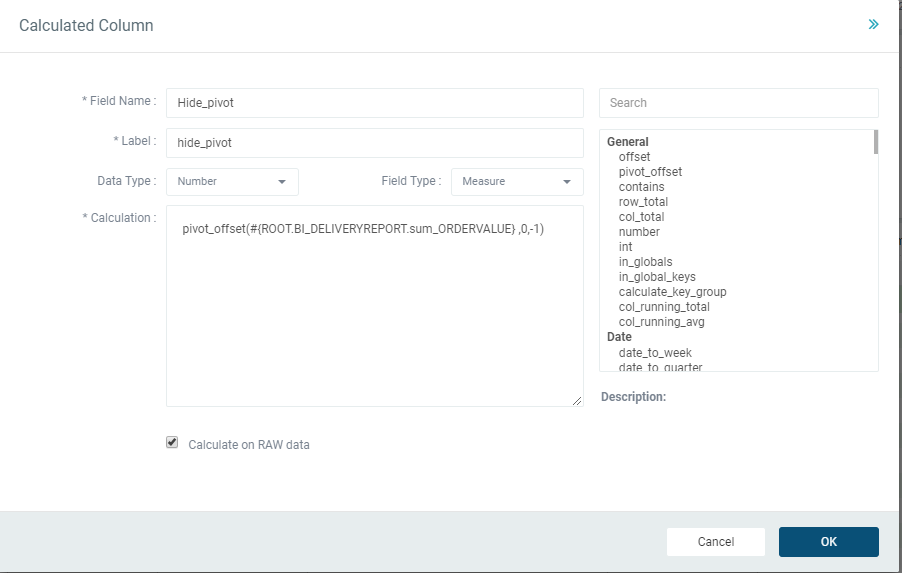 Calculated Column
* Field Name :
Hide_pivot
* Label :
hide_pivot
Data Type :
Number
Field Type :
Measure
* Calculation :
pivot_offset(#{ROOT.BI_DELIVERYREPORT.sum_ORDERVALUE} ,0,-1)
Calculate on RAW data
Search
General
offset
pivot_offset
contains
row_total
col_total
number
int
in_globals
in_global_keys
calculate_key_group
col_running_total
col_running_avg
Date
date_to_week
date_to_quarter
Description:
Cancel
OK